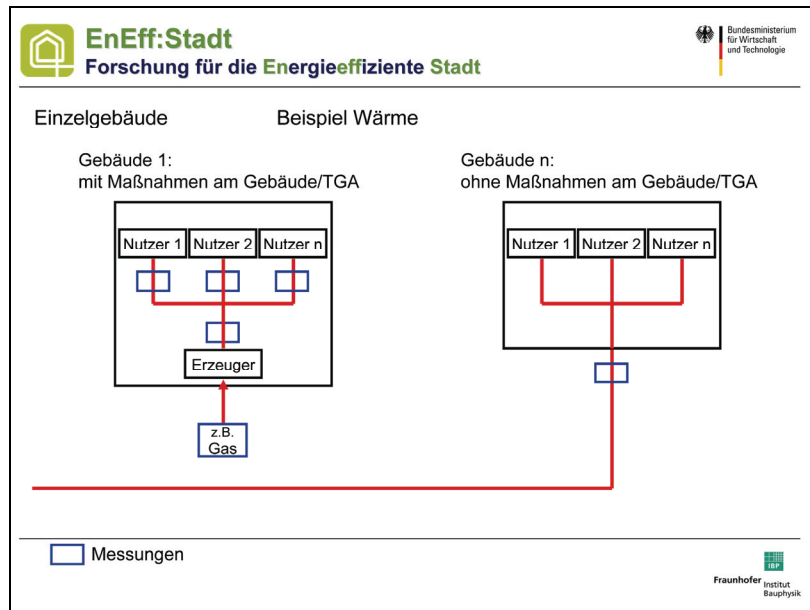 EnEff:Stadt
Forschung für die Energieeffiziente Stadt
Bundesministerium
für Wirtschaft
und Technologie
Einzelgebäude Beispiel Wärme
Gebäude 1:
mit Maßnahmen am Gebäude/TGA
Gebäude n:
ohne Maßnahmen am Gebäude/TGA
Nutzer 1 Nutzer 2 Nutzer n
Nutzer 1 Nutzer 2 Nutzer n
Erzeuger
z.B.
Gas
Messungen
IBP
Fraunhofer Institut
Bauphysik